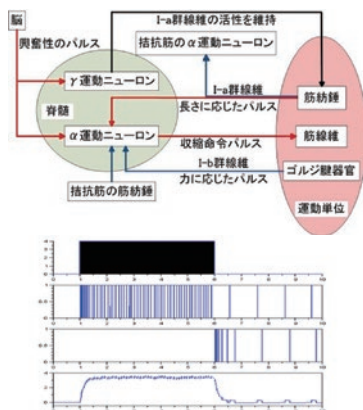 I-a群線維の活性を維持
脳
興奮性のパルス
拮抗筋のα運動ニューロン
γ運動ニューロン
I-a群線維
長さに応じたパルス
筋紡錘
脊髄
α運動ニューロン
収縮命令パルス
筋線維
I-b群線維
力に応じたパルス
ゴルジ腱器官
拮抗筋の筋紡錘
運動単位